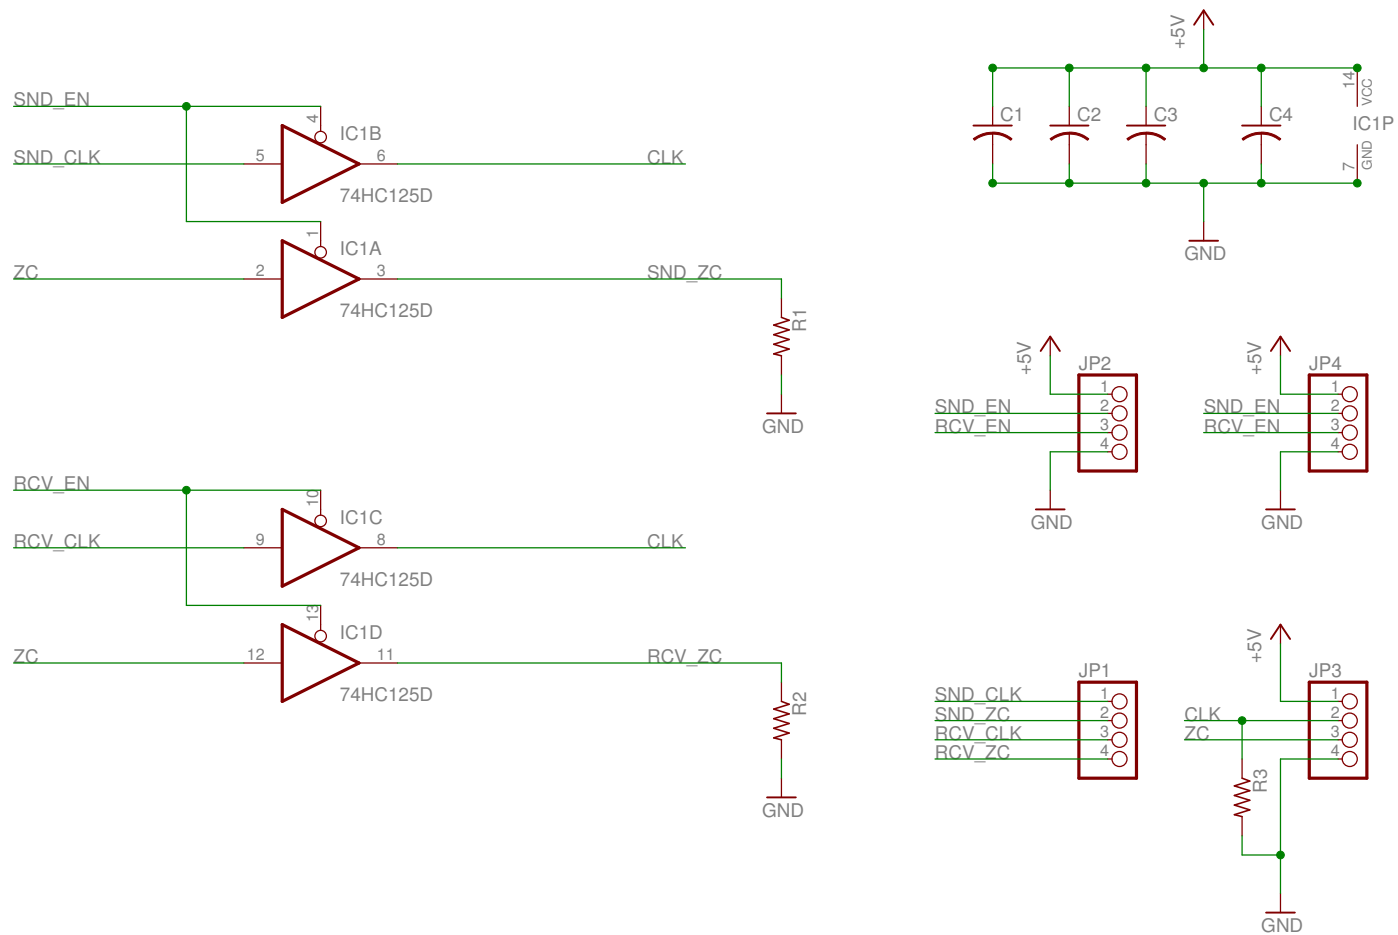 SND_EN
4
IC1B
SND_CLK
5
6
CLK
74HC125D
1
IC1A
ZC
2
3
SND_ZC
74HC125D
R1
GND
RCV_EN
10
IC1C
RCV_CLK
9
8
CLK
74HC125D
13
IC1D
ZC
12
11
RCV_ZC
74HC125D
R2
GND
+5V
C1
C2
C3
C4
14
VCC
IC1P
7
GND
GND
+5V
JP2
1
SND_EN
2
RCV_EN
3
4
GND
+5V
JP4
1
SND_EN
2
RCV_EN
3
4
GND
JP1
SND_CLK
1
SND_ZC
2
RCV_CLK
3
RCV_ZC
4
+5V
JP3
1
CLK
2
ZC
3
4
R3
GND